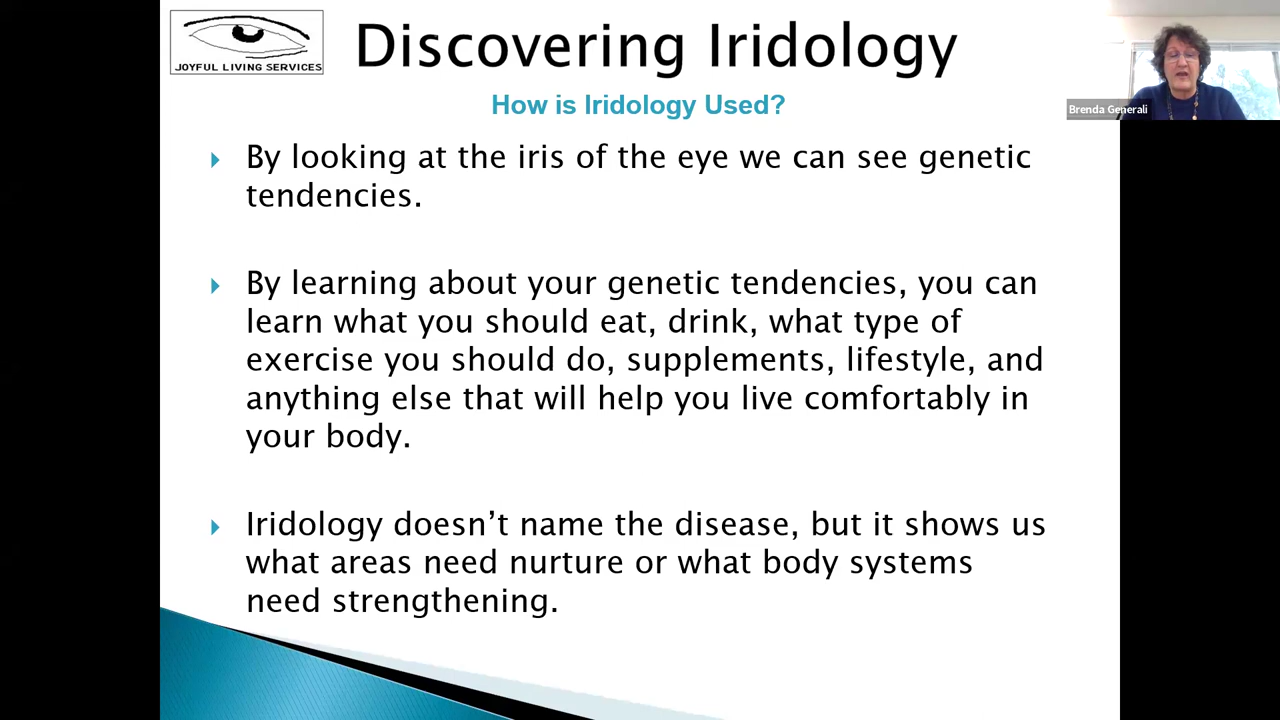 JOYFUL LIVING SERVICES
Discovering Iridology
Brenda Generali
How is Iridology Used?
By looking at the iris of the eye we can see genetic
tendencies.
By learning about your genetic tendencies, you can
learn what you should eat, drink, what type of
exercise you should do, supplements, lifestyle, and
anything else that will help you live comfortably in
your body.
Iridology doesn’t name the disease, but it shows us
what areas need nurture or what body systems
need strengthening.